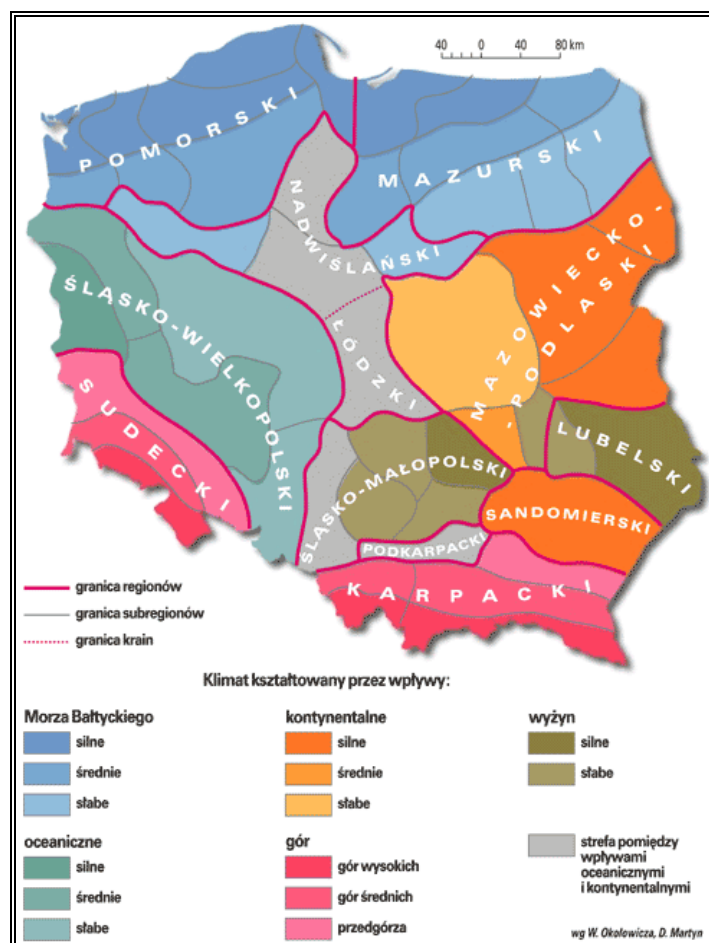 40 0 40 80 km
POMORSKI
MAZURSKI
NADWIŚLAŃSKI
MAZOWIECKO-
-PODLASKI
ŚLĄSKO-WIELKOPOLSKI
ŁÓDZKI
SUDECKI
LUBELSKI
ŚLĄSKO-MAŁOPOLSKI
SANDOMIERSKI
PODKARPACKI
KARPACKI
granica regionów
granica subregionów
granica krain
Klimat kształtowany przez wpływy:
Morza Bałtyckiego
silne
średnie
słabe
kontynentalne
silne
średnie
słabe
wyżyn
silne
słabe
oceaniczne
silne
średnie
słabe
gór
gór wysokich
gór średnich
przedgórza
strefa pomiędzy
wpływami
oceanicznymi
i kontynentalnymi
wg W. Okołowicza, D. Martyn